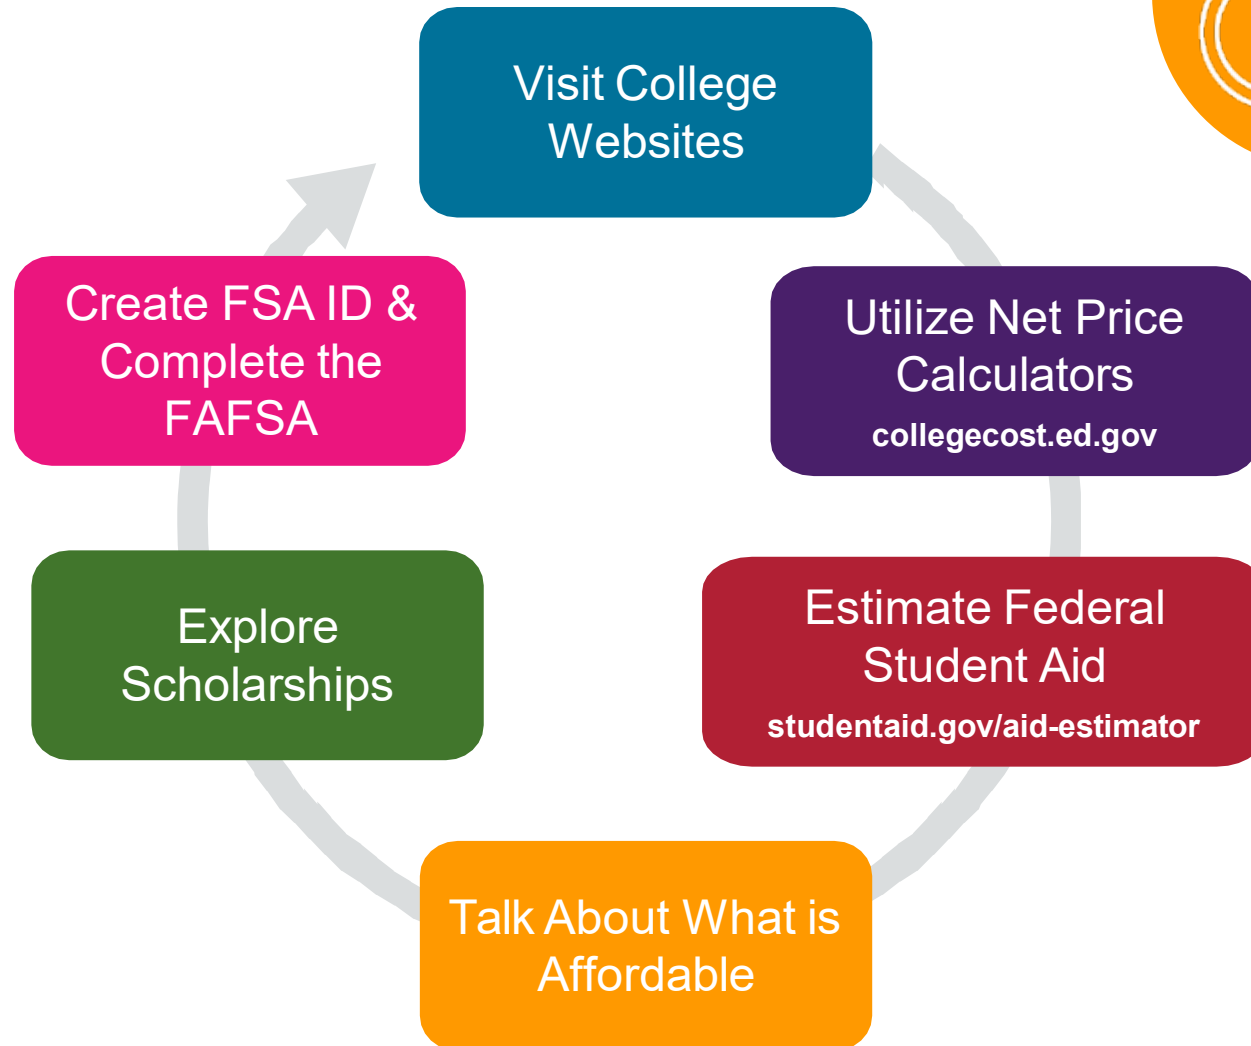 Visit College
Websites
Utilize Net Price
Calculators
collegecost.ed.gov
Estimate Federal
Student Aid
studentaid.gov/aid-estimator
Talk About What is
Affordable
Explore
Scholarships
Create FSA ID &
Complete the
FAFSA